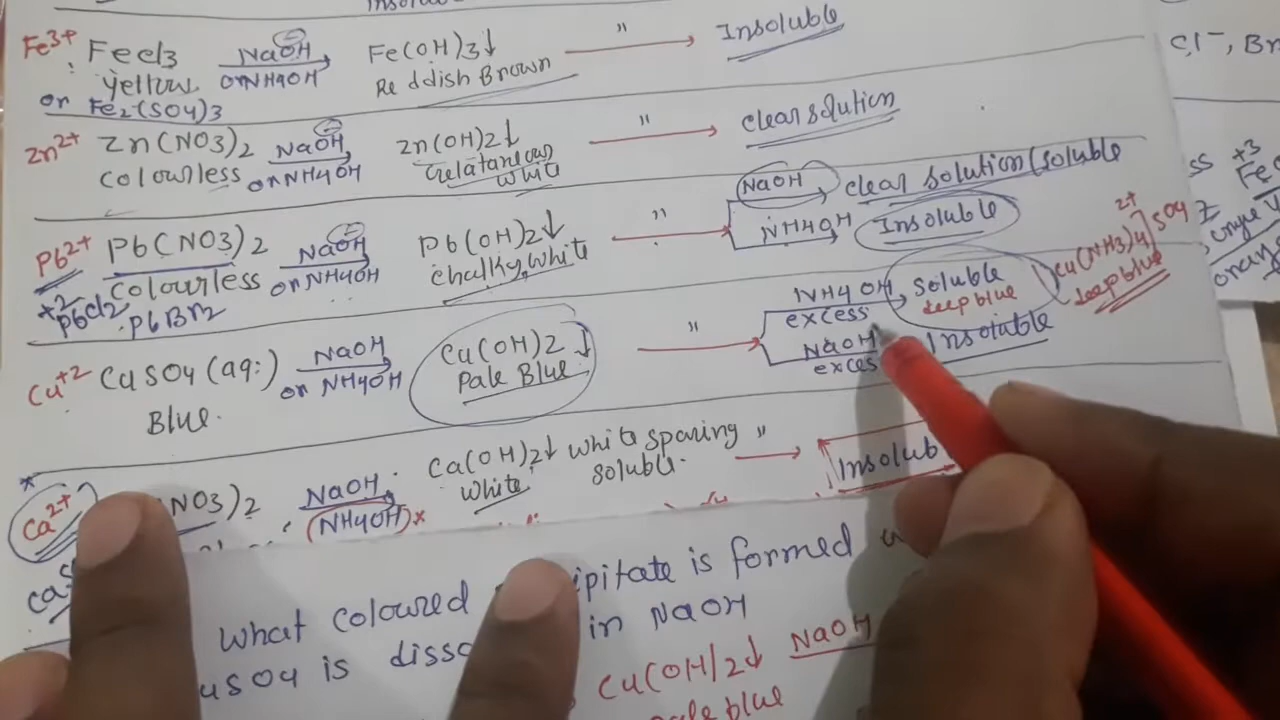 Fe3+ FeCl3 NaOH Fe(OH)3↓ " Insoluble
: yellow or NH4OH Reddish Brown
or Fe2(SO4)3
Zn2+ Zn(NO3)2 NaOH Zn(OH)2↓ " clear solution
colourless or NH4OH Gelataneous
white
Pb2+ Pb(NO3)2 NaOH Pb(OH)2↓ " NaOH clear solution (soluble
colourless or NH4OH chalky white NH4OH Insoluble
+2 PbCl2 PbBr2
Cu+2 CuSO4 (aq:) NaOH Cu(OH)2↓ " NH4OH soluble Cu(NH3)4]2+ SO4
Blue. or NH4OH Pale Blue. excess deep blue deep blue
NaOH Insoluble
exces
Ca2+ NO3)2 NaOH Ca(OH)2↓ white sparing " Insolub
(NH4OH)× white soluble.
What coloured ipitate is formed
uSO4 is disso in NaOH
Cu(OH)2↓ NaOH
ale blue
Cl-, Br
ss +3
Fe